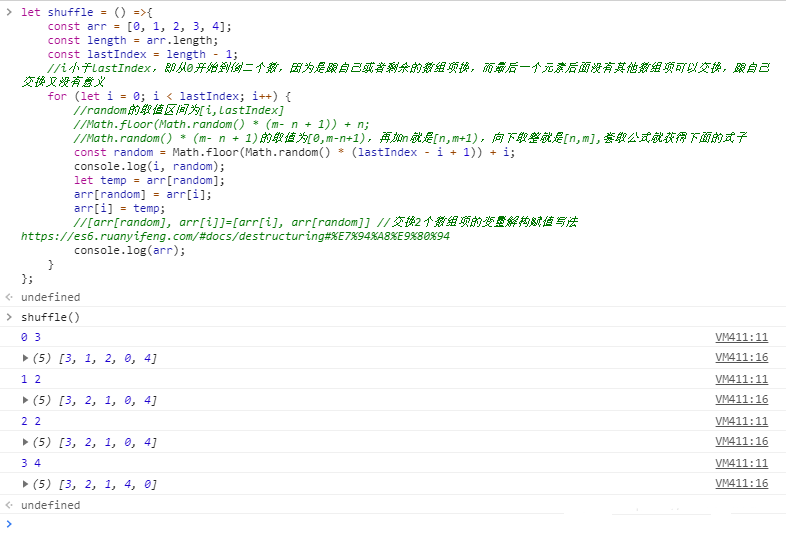 let shuffle = () =>{
const arr = [0, 1, 2, 3, 4];
const length = arr.length;
const lastIndex = length - 1;
//i小于lastIndex，即从0开始到倒二个数，因为是跟自己或者剩余的数组项换，而最后一个元素后面没有其他数组项可以交换，跟自己
交换又没有意义
for (let i = 0; i < lastIndex; i++) {
//random的取值区间为[i,lastIndex]
//Math.floor(Math.random() * (m- n + 1)) + n;
//Math.random() * (m- n + 1)的取值为[0,m-n+1)，再加n就是[n,m+1)，向下取整就是[n,m],套取公式就获得下面的式子
const random = Math.floor(Math.random() * (lastIndex - i + 1)) + i;
console.log(i, random);
let temp = arr[random];
arr[random] = arr[i];
arr[i] = temp;
//[arr[random], arr[i]]=[arr[i], arr[random]] //交换2个数组项的变量解构赋值写法
https://es6.ruanyifeng.com/#docs/destructuring#%E7%94%A8%E9%80%94
console.log(arr);
}
};
undefined
shuffle()
0 3 VM411:11
(5) [3, 1, 2, 0, 4] VM411:16
1 2 VM411:11
(5) [3, 2, 1, 0, 4] VM411:16
2 2 VM411:11
(5) [3, 2, 1, 0, 4] VM411:16
3 4 VM411:11
(5) [3, 2, 1, 4, 0] VM411:16
undefined